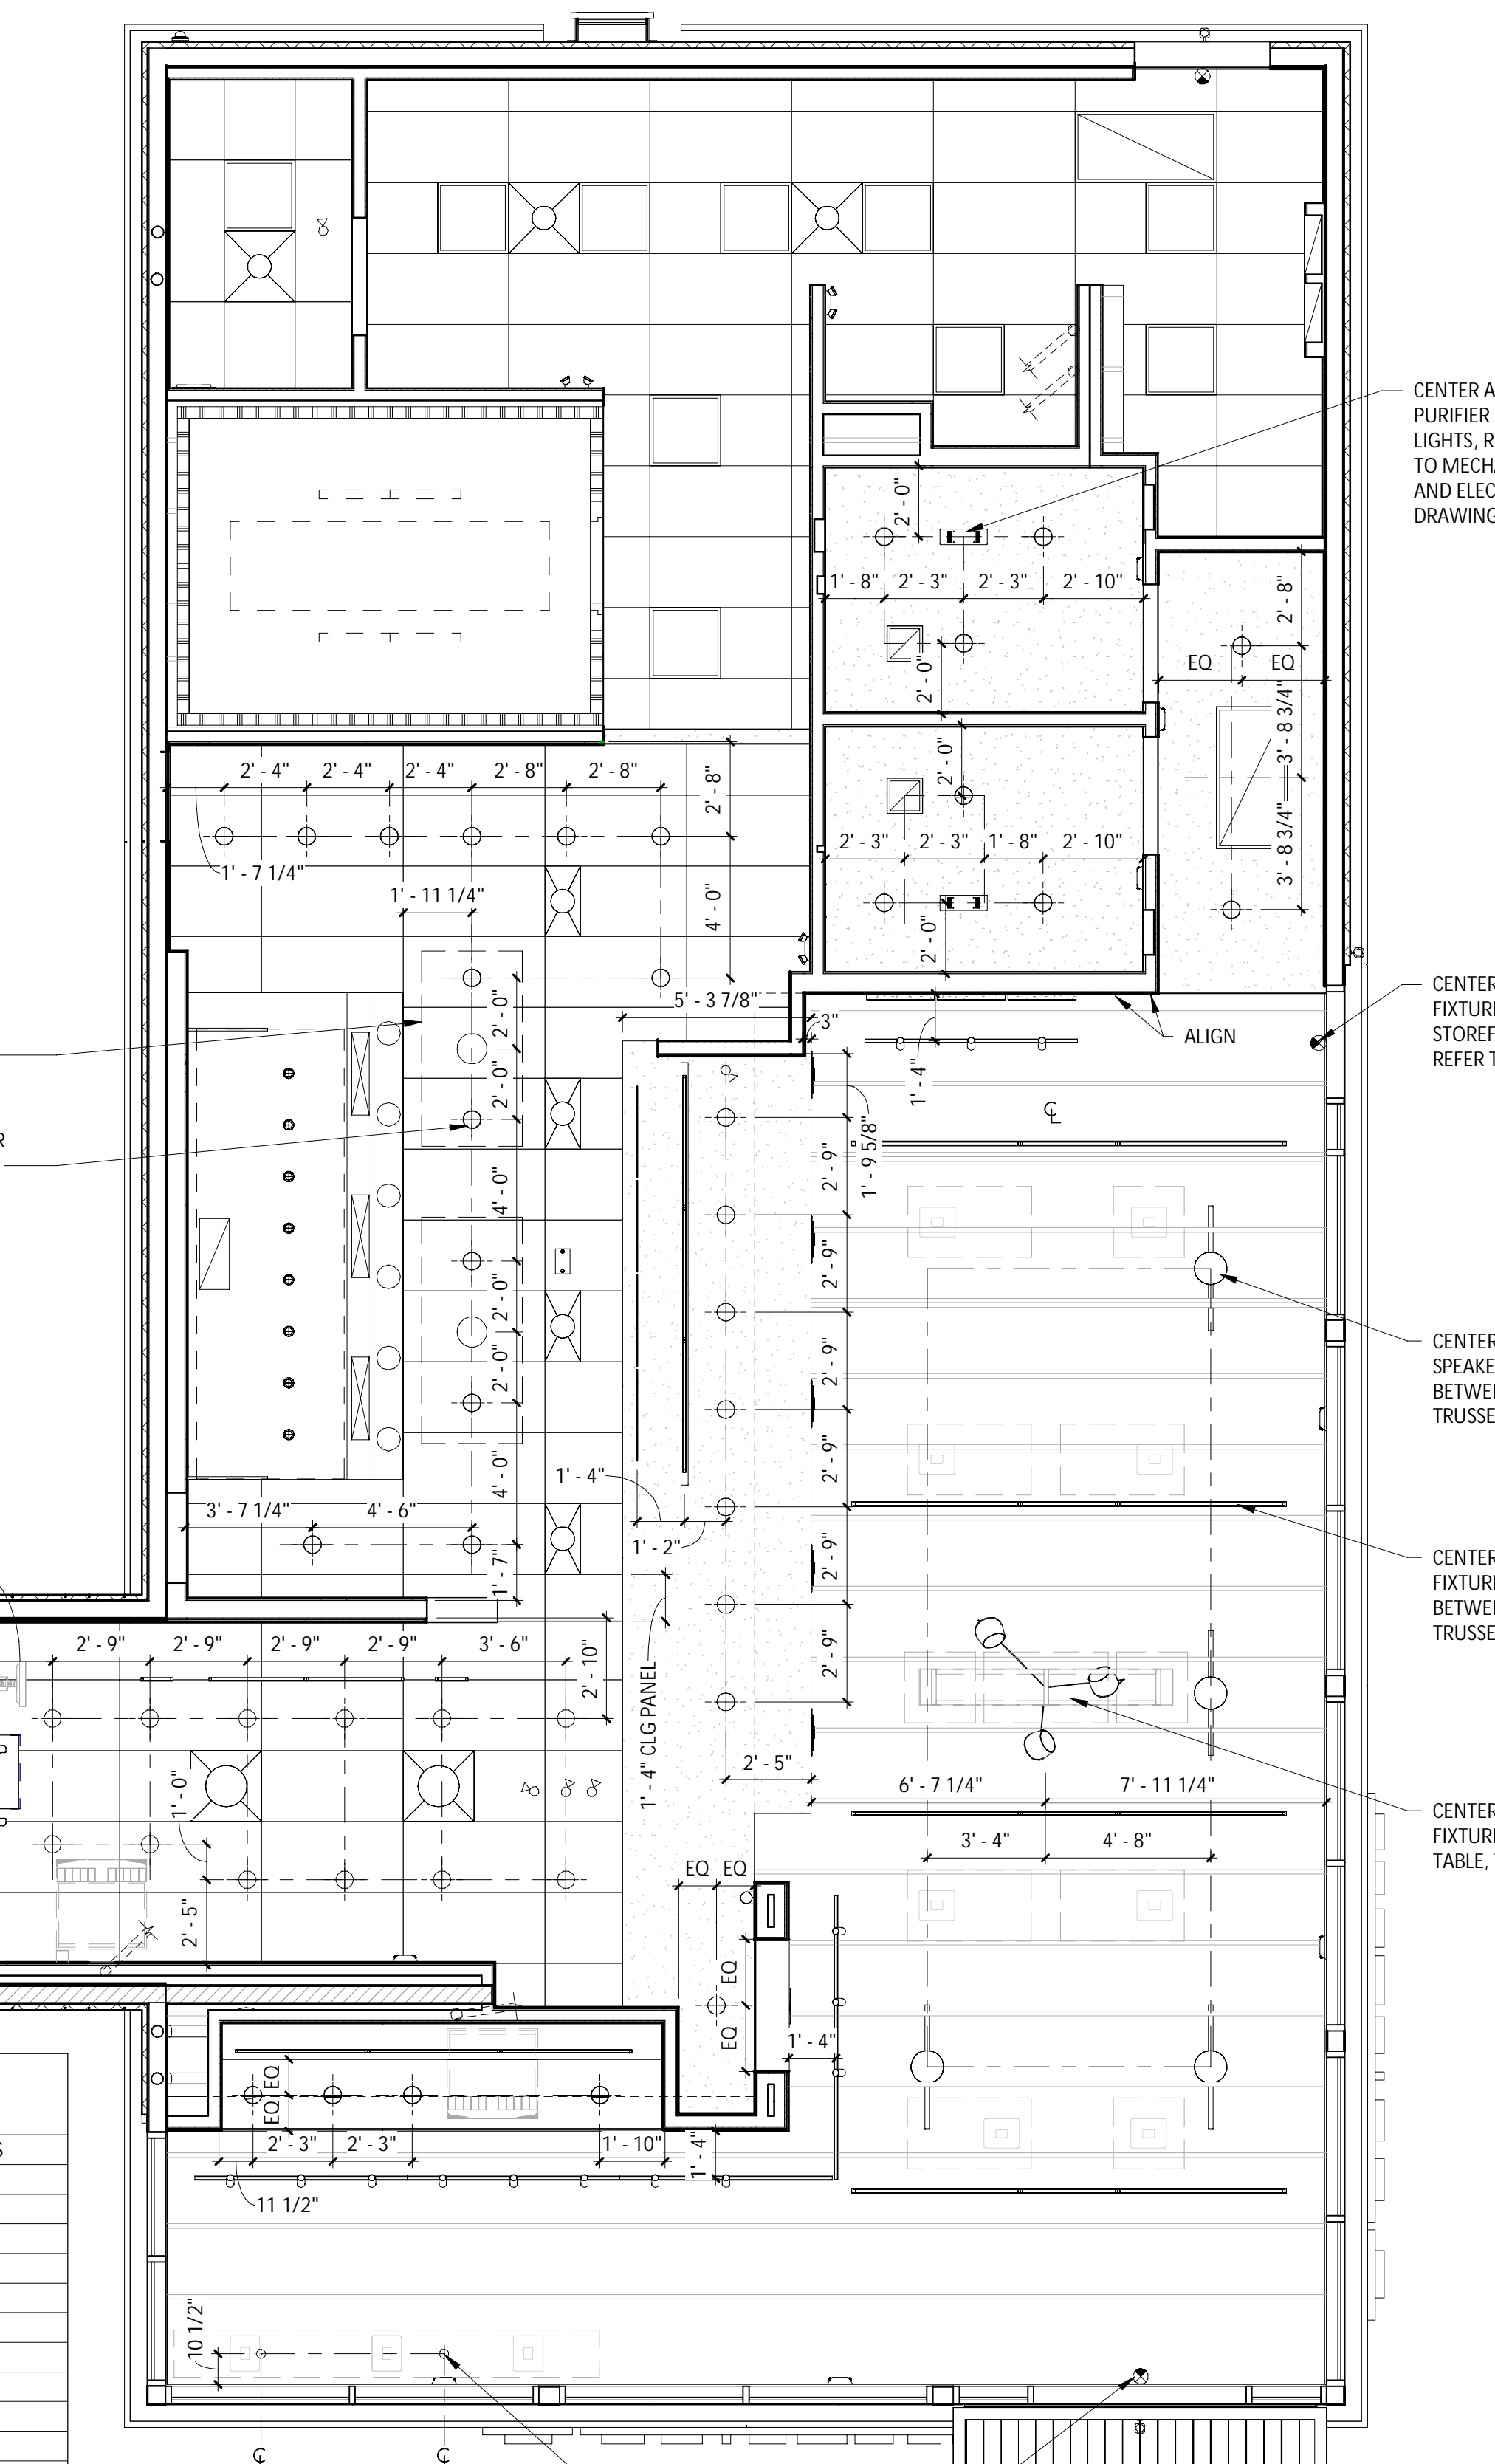 CENTER A
PURIFIER
LIGHTS, R
TO MECHA
AND ELEC
DRAWING
2' - 0"
1' - 8" 2' - 3" 2' - 3" 2' - 10"
2' - 0"
2' - 8"
EQ EQ
3' - 8 3/4"
3' - 8 3/4"
2' - 4" 2' - 4" 2' - 4" 2' - 8" 2' - 8"
2' - 8"
1' - 7 1/4"
1' - 11 1/4"
4' - 0"
2' - 0"
2' - 3" 2' - 3" 1' - 8" 2' - 10"
2' - 0"
5' - 3 7/8"
3"
1' - 4"
ALIGN
CENTER
FIXTURE
STOREF
REFER T
2' - 0"
2' - 0"
R
4' - 0"
2' - 0"
2' - 0"
4' - 0"
1' - 9 5/8"
2' - 9"
2' - 9"
2' - 9"
2' - 9"
2' - 9"
2' - 9"
CENTER
SPEAKE
BETWEE
TRUSSE
3' - 7 1/4" 4' - 6"
1' - 4"
1' - 2"
1' - 7"
CENTER
FIXTURE
BETWEE
TRUSSE
2' - 9" 2' - 9" 2' - 9" 2' - 9" 3' - 6"
2' - 10"
1' - 4" CLG PANEL
2' - 5"
6' - 7 1/4" 7' - 11 1/4"
3' - 4" 4' - 8"
CENTER
FIXTURE
TABLE,
1' - 0"
2' - 5"
EQ EQ
EQ
EQ
1' - 4"
EQ
EQ
2' - 3" 2' - 3" 1' - 10"
1' - 4"
11 1/2"
S
10 1/2"